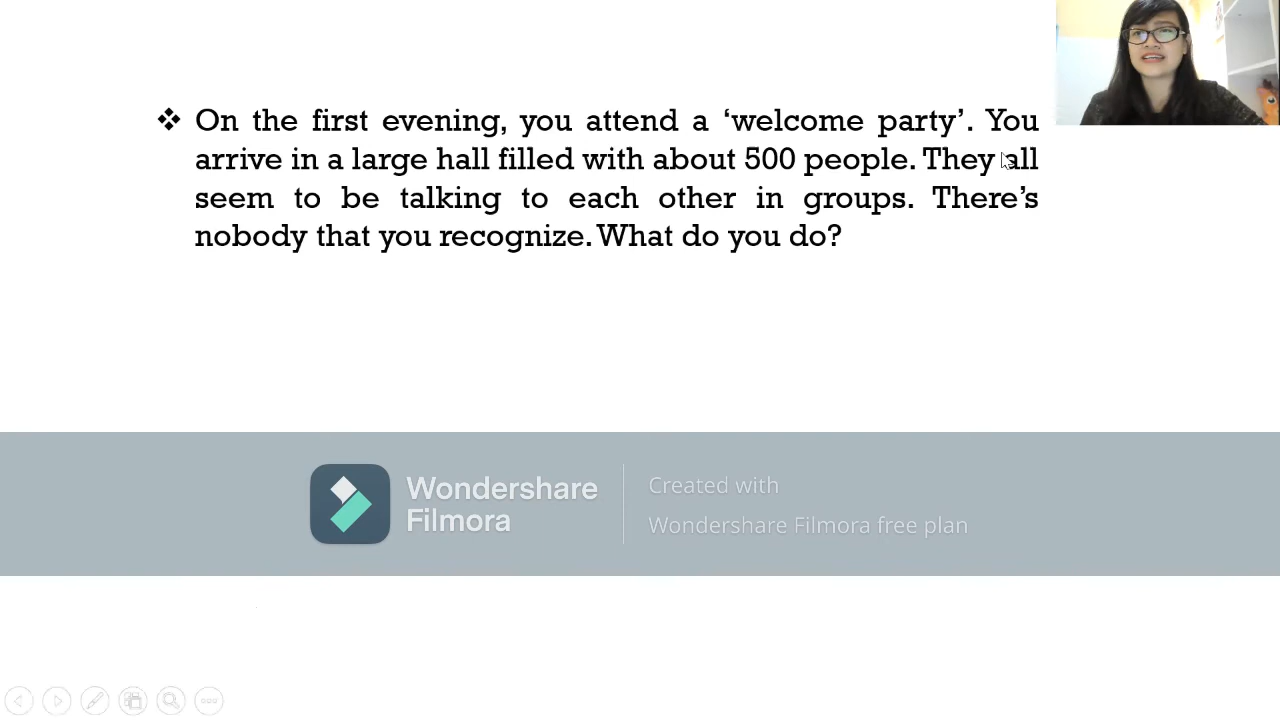 ❖ On the first evening, you attend a ‘welcome party’. You
arrive in a large hall filled with about 500 people. They all
seem to be talking to each other in groups. There’s
nobody that you recognize. What do you do?
Wondershare
Filmora
Created with
Wondershare Filmora free plan